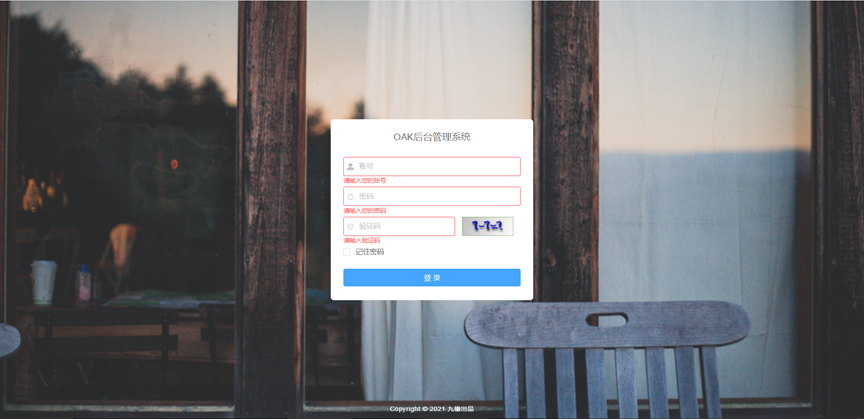 OAK后台管理系统
账号
请输入您的账号
密码
请输入您的密码
验证码
请输入验证码
记住密码
登 录
Copyright © 2021 九橡出品